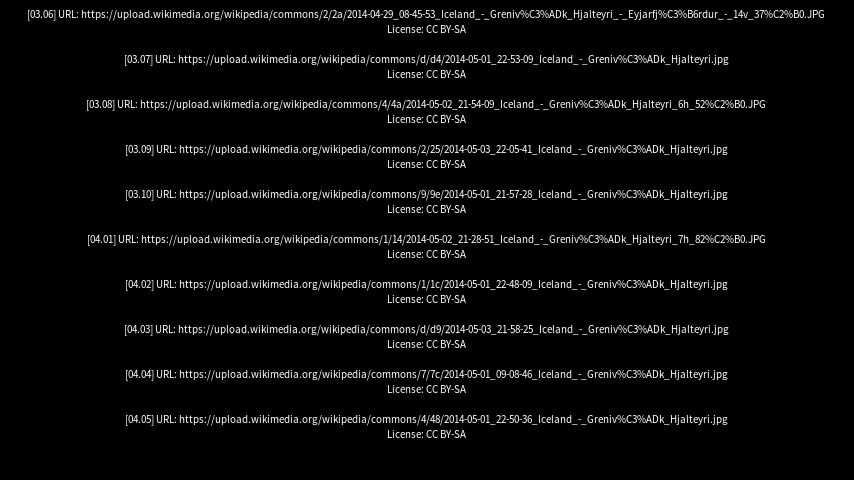 [03.06] URL: https://upload.wikimedia.org/wikipedia/commons/2/2a/2014-04-29_08-45-53_Iceland_-_Greniv%C3%ADk_Hjalteyri_-_Eyjarfj%C3%B6rdur_-_14v_37%C2%B0.JPG
License: CC BY-SA
[03.07] URL: https://upload.wikimedia.org/wikipedia/commons/d/d4/2014-05-01_22-53-09_Iceland_-_Greniv%C3%ADk_Hjalteyri.jpg
License: CC BY-SA
[03.08] URL: https://upload.wikimedia.org/wikipedia/commons/4/4a/2014-05-02_21-54-09_Iceland_-_Greniv%C3%ADk_Hjalteyri_6h_52%C2%B0.JPG
License: CC BY-SA
[03.09] URL: https://upload.wikimedia.org/wikipedia/commons/2/25/2014-05-03_22-05-41_Iceland_-_Greniv%C3%ADk_Hjalteyri.jpg
License: CC BY-SA
[03.10] URL: https://upload.wikimedia.org/wikipedia/commons/9/9e/2014-05-01_21-57-28_Iceland_-_Greniv%C3%ADk_Hjalteyri.jpg
License: CC BY-SA
[04.01] URL: https://upload.wikimedia.org/wikipedia/commons/1/14/2014-05-02_21-28-51_Iceland_-_Greniv%C3%ADk_Hjalteyri_7h_82%C2%B0.JPG
License: CC BY-SA
[04.02] URL: https://upload.wikimedia.org/wikipedia/commons/1/1c/2014-05-01_22-48-09_Iceland_-_Greniv%C3%ADk_Hjalteyri.jpg
License: CC BY-SA
[04.03] URL: https://upload.wikimedia.org/wikipedia/commons/d/d9/2014-05-03_21-58-25_Iceland_-_Greniv%C3%ADk_Hjalteyri.jpg
License: CC BY-SA
[04.04] URL: https://upload.wikimedia.org/wikipedia/commons/7/7c/2014-05-01_09-08-46_Iceland_-_Greniv%C3%ADk_Hjalteyri.jpg
License: CC BY-SA
[04.05] URL: https://upload.wikimedia.org/wikipedia/commons/4/48/2014-05-01_22-50-36_Iceland_-_Greniv%C3%ADk_Hjalteyri.jpg
License: CC BY-SA